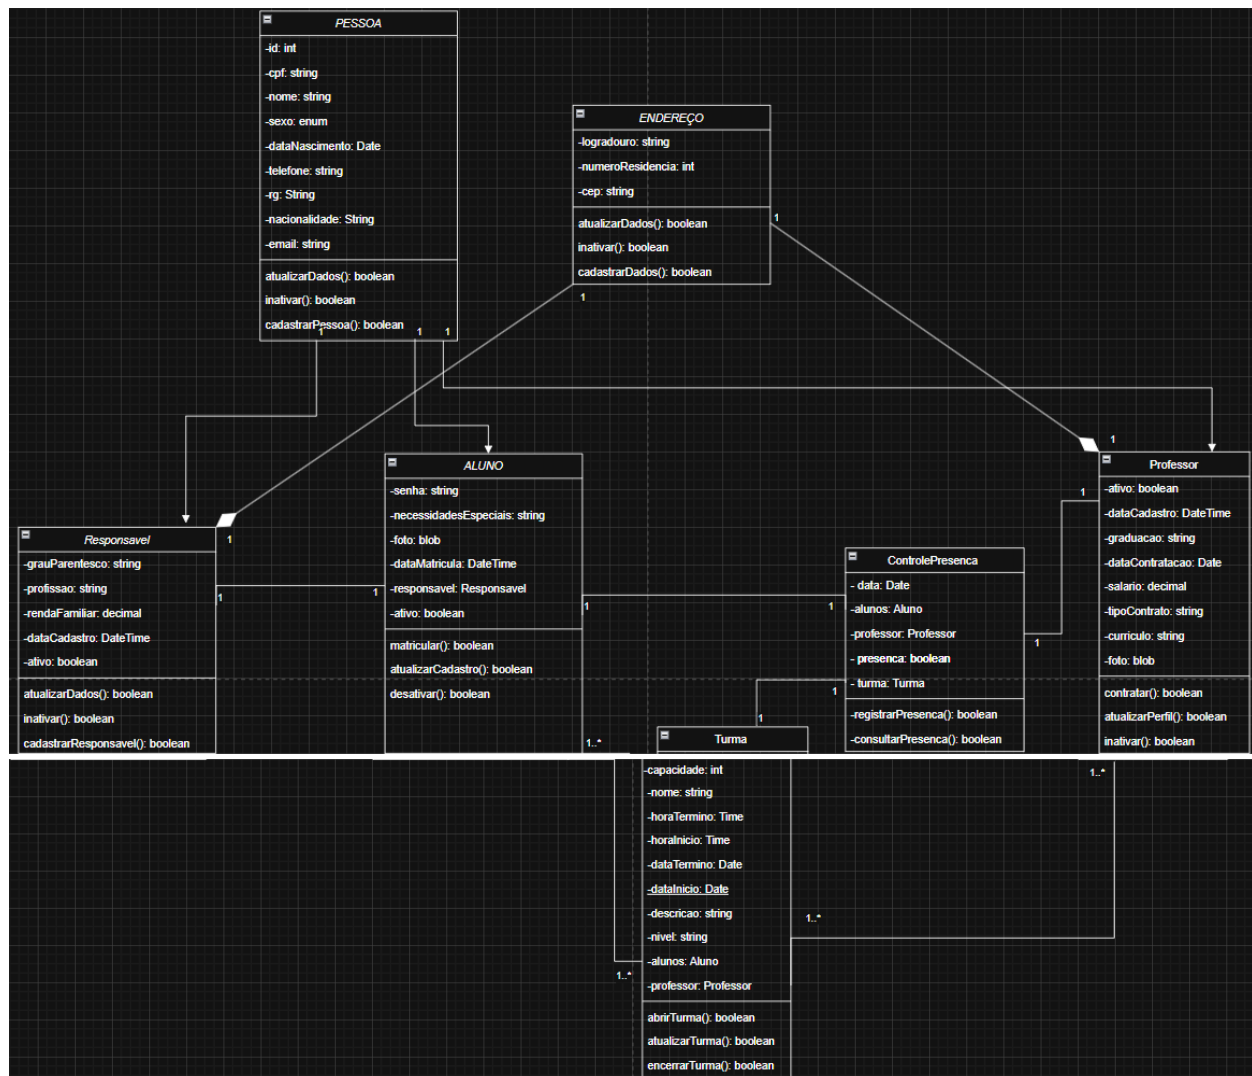 PESSOA
-id: int
-cpf: string
-nome: string
-sexo: enum
-dataNascimento: Date
-telefone: string
-rg: String
-nacionalidade: String
-email: string
atualizarDados(): boolean
inativar(): boolean
cadastrarPessoa(): boolean
1
1
1
ENDEREÇO
-logradouro: string
-numeroResidencia: int
-cep: string
atualizarDados(): boolean
inativar(): boolean
cadastrarDados(): boolean
1
1
Responsavel
-grauParentesco: string
-profissao: string
-rendaFamiliar: decimal
-dataCadastro: DateTime
-ativo: boolean
atualizarDados(): boolean
inativar(): boolean
cadastrarResponsavel(): boolean
1
1
1
ALUNO
-senha: string
-necessidadesEspeciais: string
-foto: blob
-dataMatricula: DateTime
-responsavel: Responsavel
-ativo: boolean
matricular(): boolean
atualizarCadastro(): boolean
desativar(): boolean
1
1..*
ControlePresenca
- data: Date
-alunos: Aluno
-professor: Professor
- presenca: boolean
- turma: Turma
-registrarPresenca(): boolean
-consultarPresenca(): boolean
1
1
1
1
Professor
-ativo: boolean
-dataCadastro: DateTime
-graduacao: string
-dataContratacao: Date
-salario: decimal
-tipoContrato: string
-curriculo: string
-foto: blob
contratar(): boolean
atualizarPerfil(): boolean
inativar(): boolean
1
1
1..*
Turma
-capacidade: int
-nome: string
-horaTermino: Time
-horaInicio: Time
-dataTermino: Date
-dataInicio: Date
-descricao: string
-nivel: string
-alunos: Aluno
-professor: Professor
abrirTurma(): boolean
atualizarTurma(): boolean
encerrarTurma(): boolean
1..*
1..*